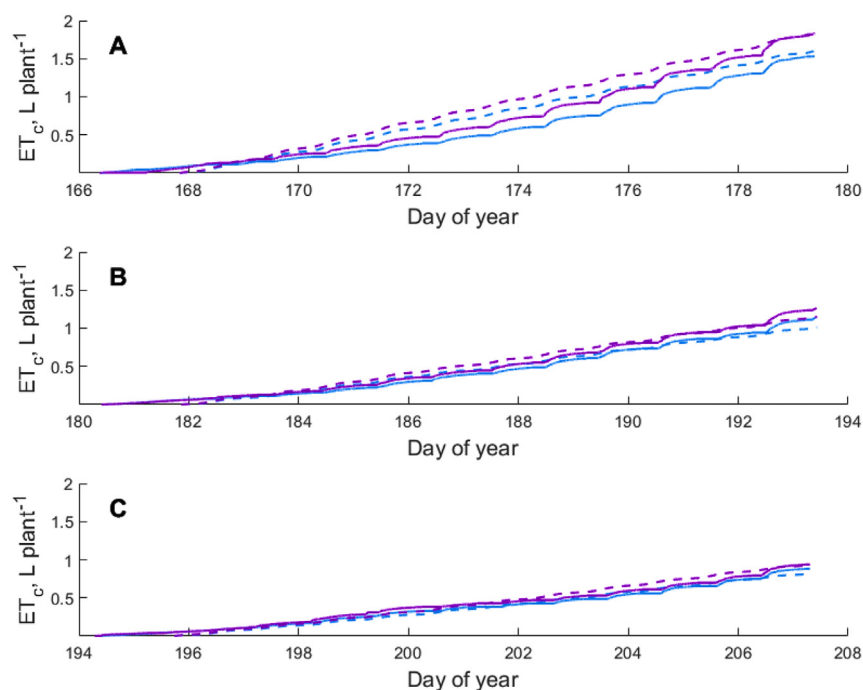 A
ETc, L plant-1
2
1.5
1
0.5
166 168 170 172 174 176 178 180
Day of year
B
ETc, L plant-1
2
1.5
1
0.5
180 182 184 186 188 190 192 194
Day of year
C
ETc, L plant-1
2
1.5
1
0.5
194 196 198 200 202 204 206 208
Day of year